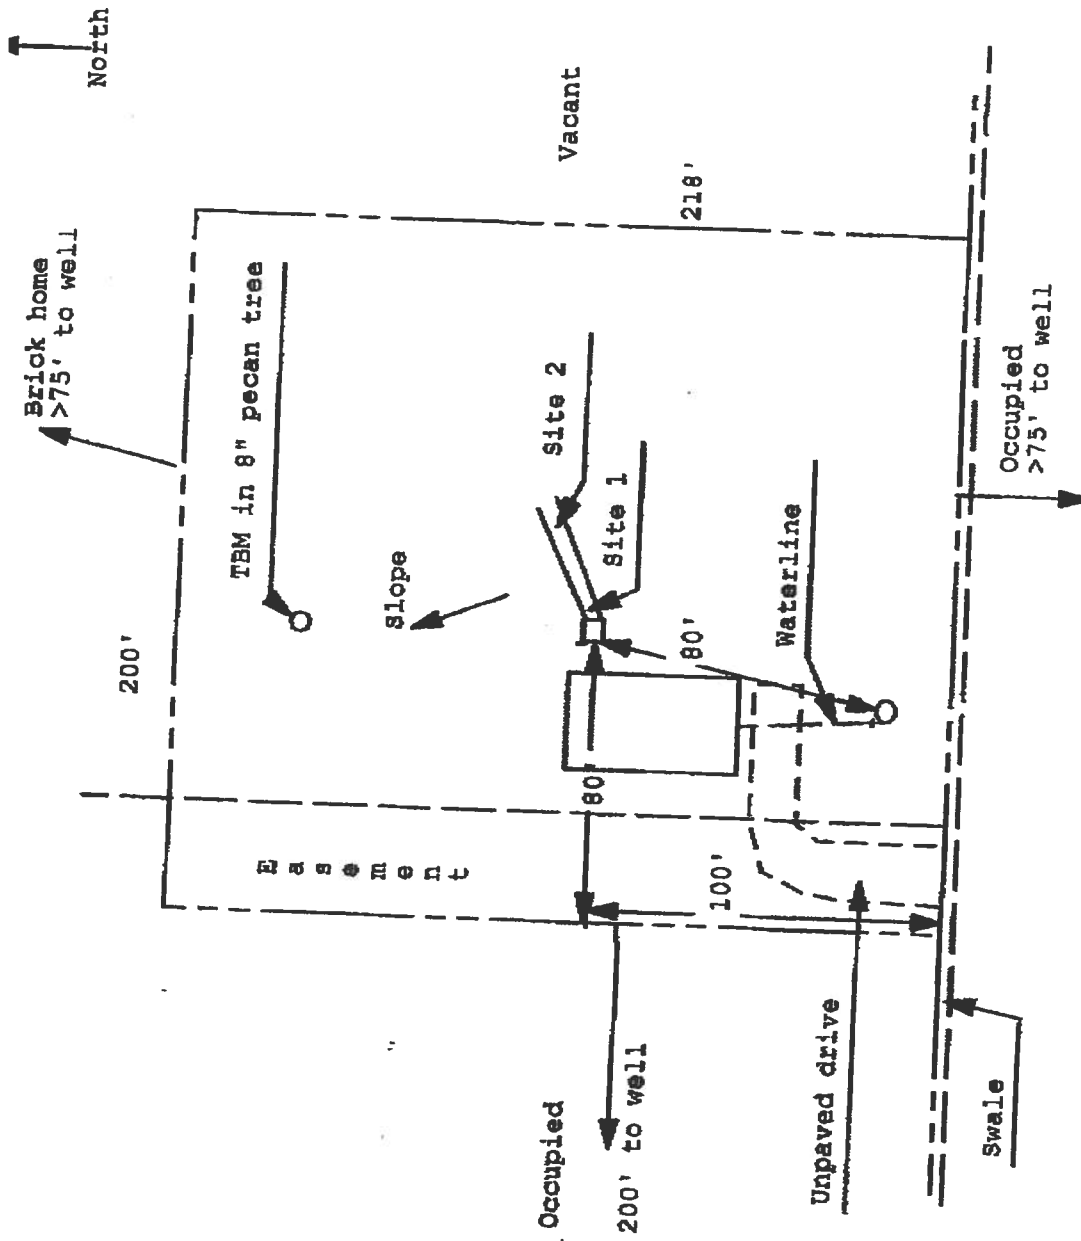 North
Brick home
>75' to well
Vacant
218'
TBM in 8" pecan tree
200'
Slope
Site 2
Site 1
80'
Waterline
Occupied
>75' to well
80'
Easement
100'
Occupied
200' to well
Unpaved drive
Swale